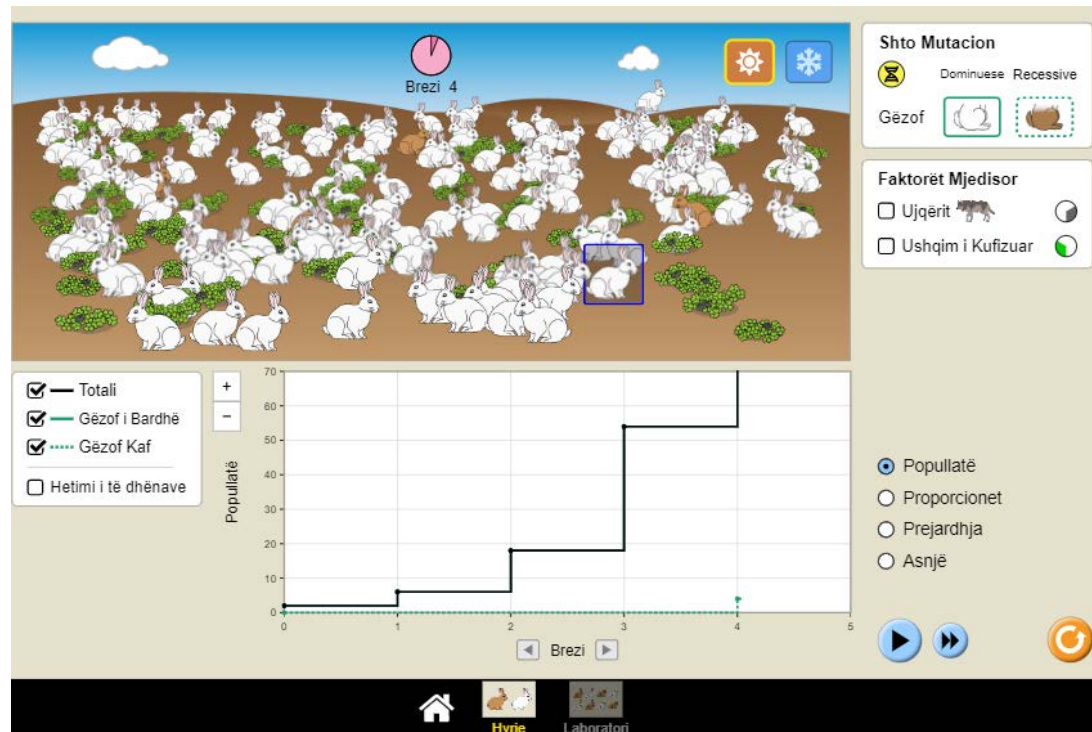 Brezi 4
Shto Mutacion
Dominuese Recessive
Gëzof
Faktorët Mjedisor
Ujqërit
Ushqim i Kufizuar
Totali
Gëzof i Bardhë
Gëzof Kaf
Hetimi i të dhënave
+
−
Popullatë
70
60
50
40
30
20
10
0
0 1 2 3 4 5
Brezi
Popullatë
Proporcionet
Prejardhja
Asnjë
Hyrje
Laboratori